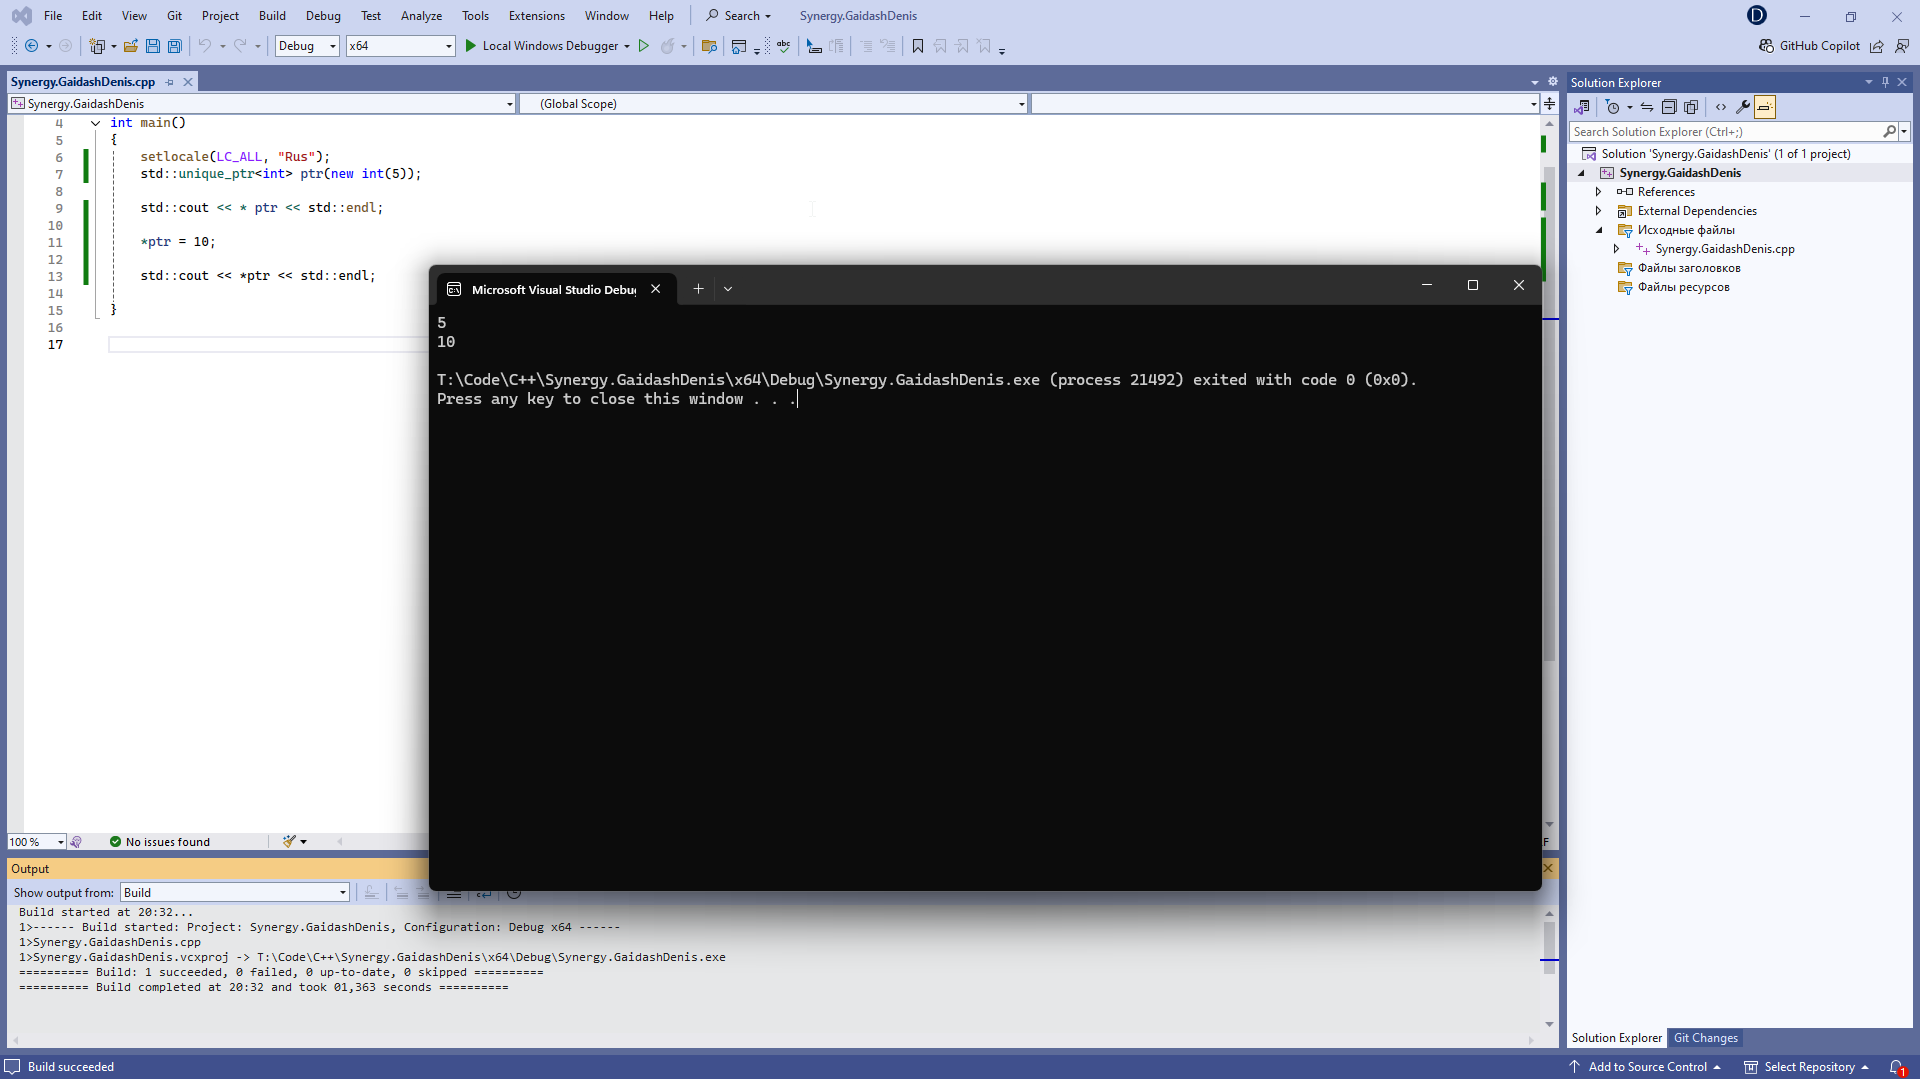 File Edit View Git Project Build Debug Test Analyze Tools Extensions Window Help Search Synergy.GaidashDenis D
Debug x64 Local Windows Debugger GitHub Copilot
Synergy.GaidashDenis.cpp
Synergy.GaidashDenis (Global Scope)
4 int main()
5 {
6 setlocale(LC_ALL, "Rus");
7 std::unique_ptr<int> ptr(new int(5));
8
9 std::cout << * ptr << std::endl;
10
11 *ptr = 10;
12
13 std::cout << *ptr << std::endl;
14
15 }
16
17
Microsoft Visual Studio Debu
5
10
T:\Code\C++\Synergy.GaidashDenis\x64\Debug\Synergy.GaidashDenis.exe (process 21492) exited with code 0 (0x0).
Press any key to close this window . . .
100 % No issues found
Output
Show output from: Build
Build started at 20:32...
1>------ Build started: Project: Synergy.GaidashDenis, Configuration: Debug x64 ------
1>Synergy.GaidashDenis.cpp
1>Synergy.GaidashDenis.vcxproj -> T:\Code\C++\Synergy.GaidashDenis\x64\Debug\Synergy.GaidashDenis.exe
========== Build: 1 succeeded, 0 failed, 0 up-to-date, 0 skipped ==========
========== Build completed at 20:32 and took 01,363 seconds ==========
Solution Explorer
Search Solution Explorer (Ctrl+;)
Solution 'Synergy.GaidashDenis' (1 of 1 project)
Synergy.GaidashDenis
References
External Dependencies
Исходные файлы
Synergy.GaidashDenis.cpp
Файлы заголовков
Файлы ресурсов
Solution Explorer Git Changes
Build succeeded Add to Source Control Select Repository 1